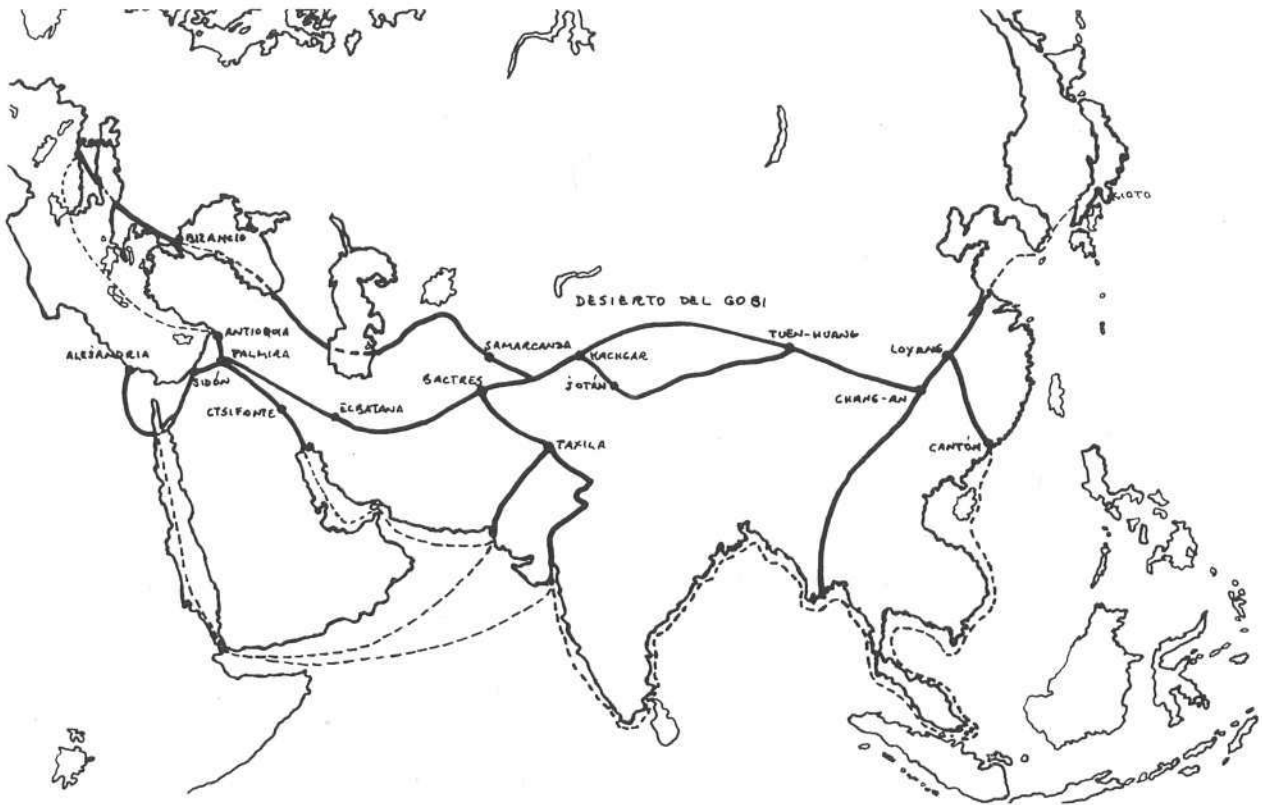 ROMA
KIOTO
BIZANCIO
DESIERTO DEL GOBI
ANTIOQUIA
TUEN-HUANG
ALEJANDRIA
PALMIRA
SAMARCANDA
KACHGAR
LOYANG
SIDÓN
BACTRES
JOTÁN
CHANG-AN
CTSIFONTE
ECBATANA
TAXILA
CANTÓN